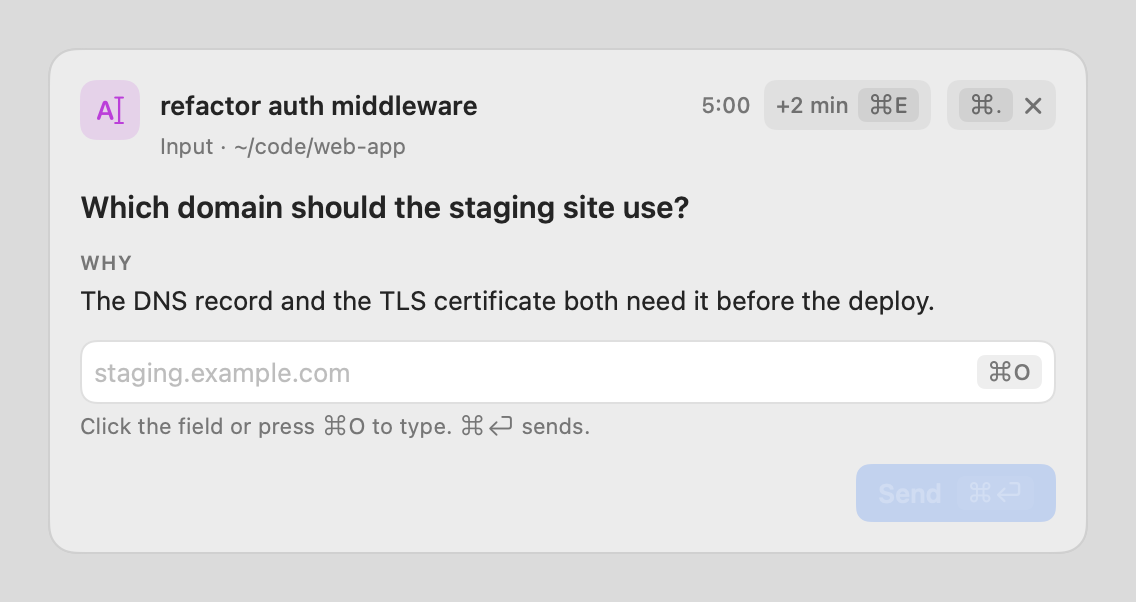 refactor auth middleware
5:00 +2 min ⌘E ⌘. ✕
Input · ~/code/web-app
Which domain should the staging site use?
WHY
The DNS record and the TLS certificate both need it before the deploy.
staging.example.com ⌘O
Click the field or press ⌘O to type. ⌘⏎ sends.
Send ⌘⏎